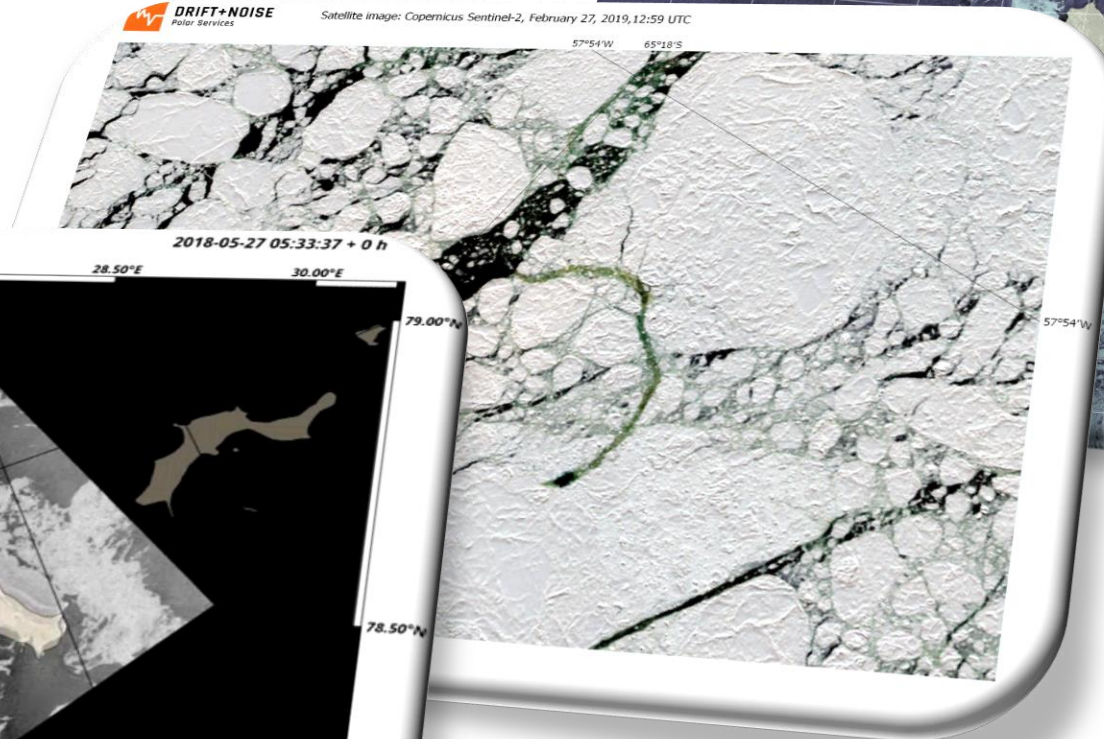 DRIFT+NOISE
Polar Services
Satellite image: Copernicus Sentinel-2, February 27, 2019,12:59 UTC
57°54'W 65°18'S
57°54'W
2018-05-27 05:33:37 + 0 h
28.50°E 30.00°E
79.00°N
78.50°N